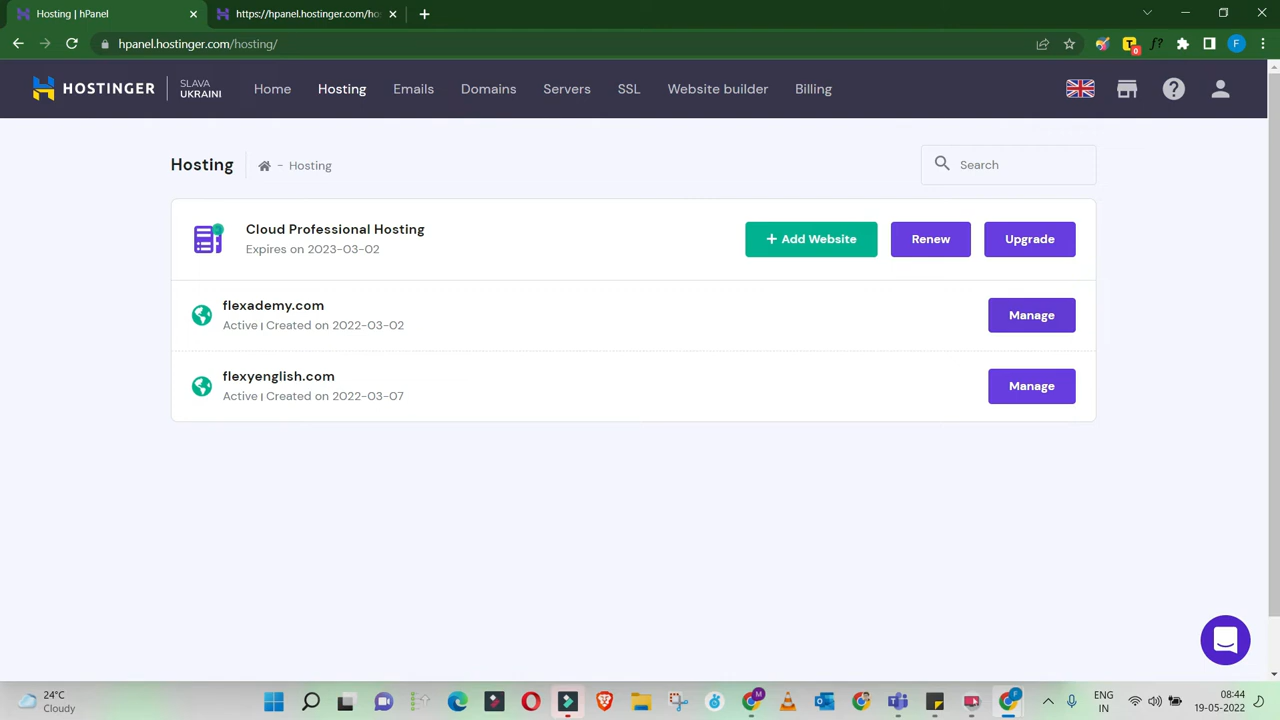 Hosting | hPanel
https://hpanel.hostinger.com/hos
hpanel.hostinger.com/hosting/
T
0
f?
F
HOSTINGER
SLAVA
UKRAINI
Home Hosting Emails Domains Servers SSL Website builder Billing
Hosting
- Hosting
Search
Cloud Professional Hosting
Expires on 2023-03-02
+ Add Website
Renew
Upgrade
flexademy.com
Active | Created on 2022-03-02
Manage
flexyenglish.com
Active | Created on 2022-03-07
Manage
24°C
Cloudy
M
F
ENG
IN
08:44
19-05-2022